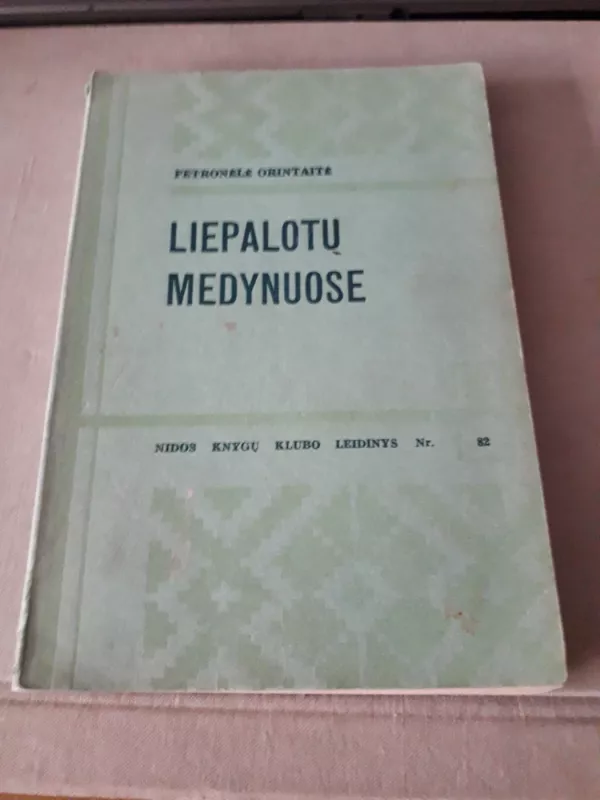 PETRONĖLĖ ORINTAITĖ
LIEPALOTŲ
MEDYNUOSE
NIDOS KNYGŲ KLUBO LEIDINYS Nr. 82